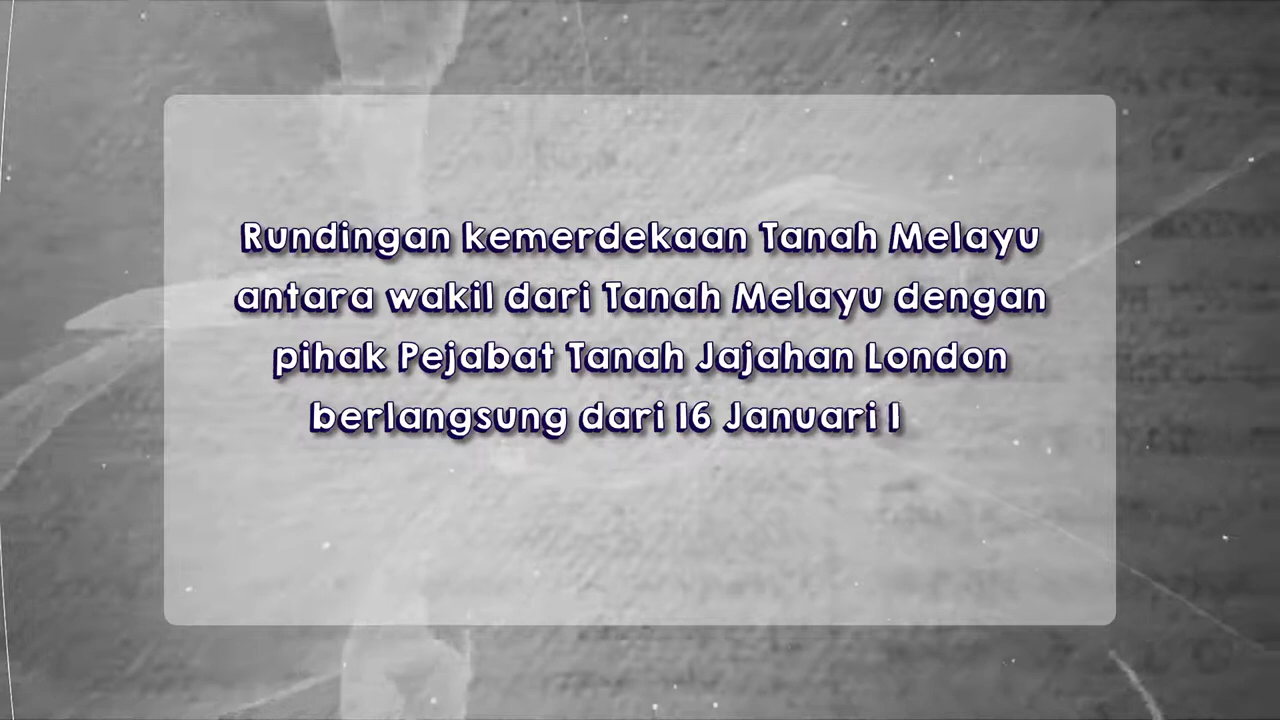 Rundingan kemerdekaan Tanah Melayu
antara wakil dari Tanah Melayu dengan
pihak Pejabat Tanah Jajahan London
berlangsung dari 16 Januari 1